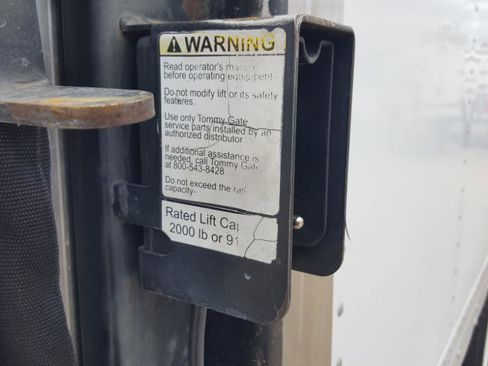 WARNING
Read operator's
before operating equipment-
Do not modify lift or its safety
features.
Use only Tommy Gate
service parts installed by an
authorized distributor
If additional assistance is
needed, call Tommy Gate
at 800-543-8428
Do not exceed the
capacity-
Rated Lift
2000 lb or